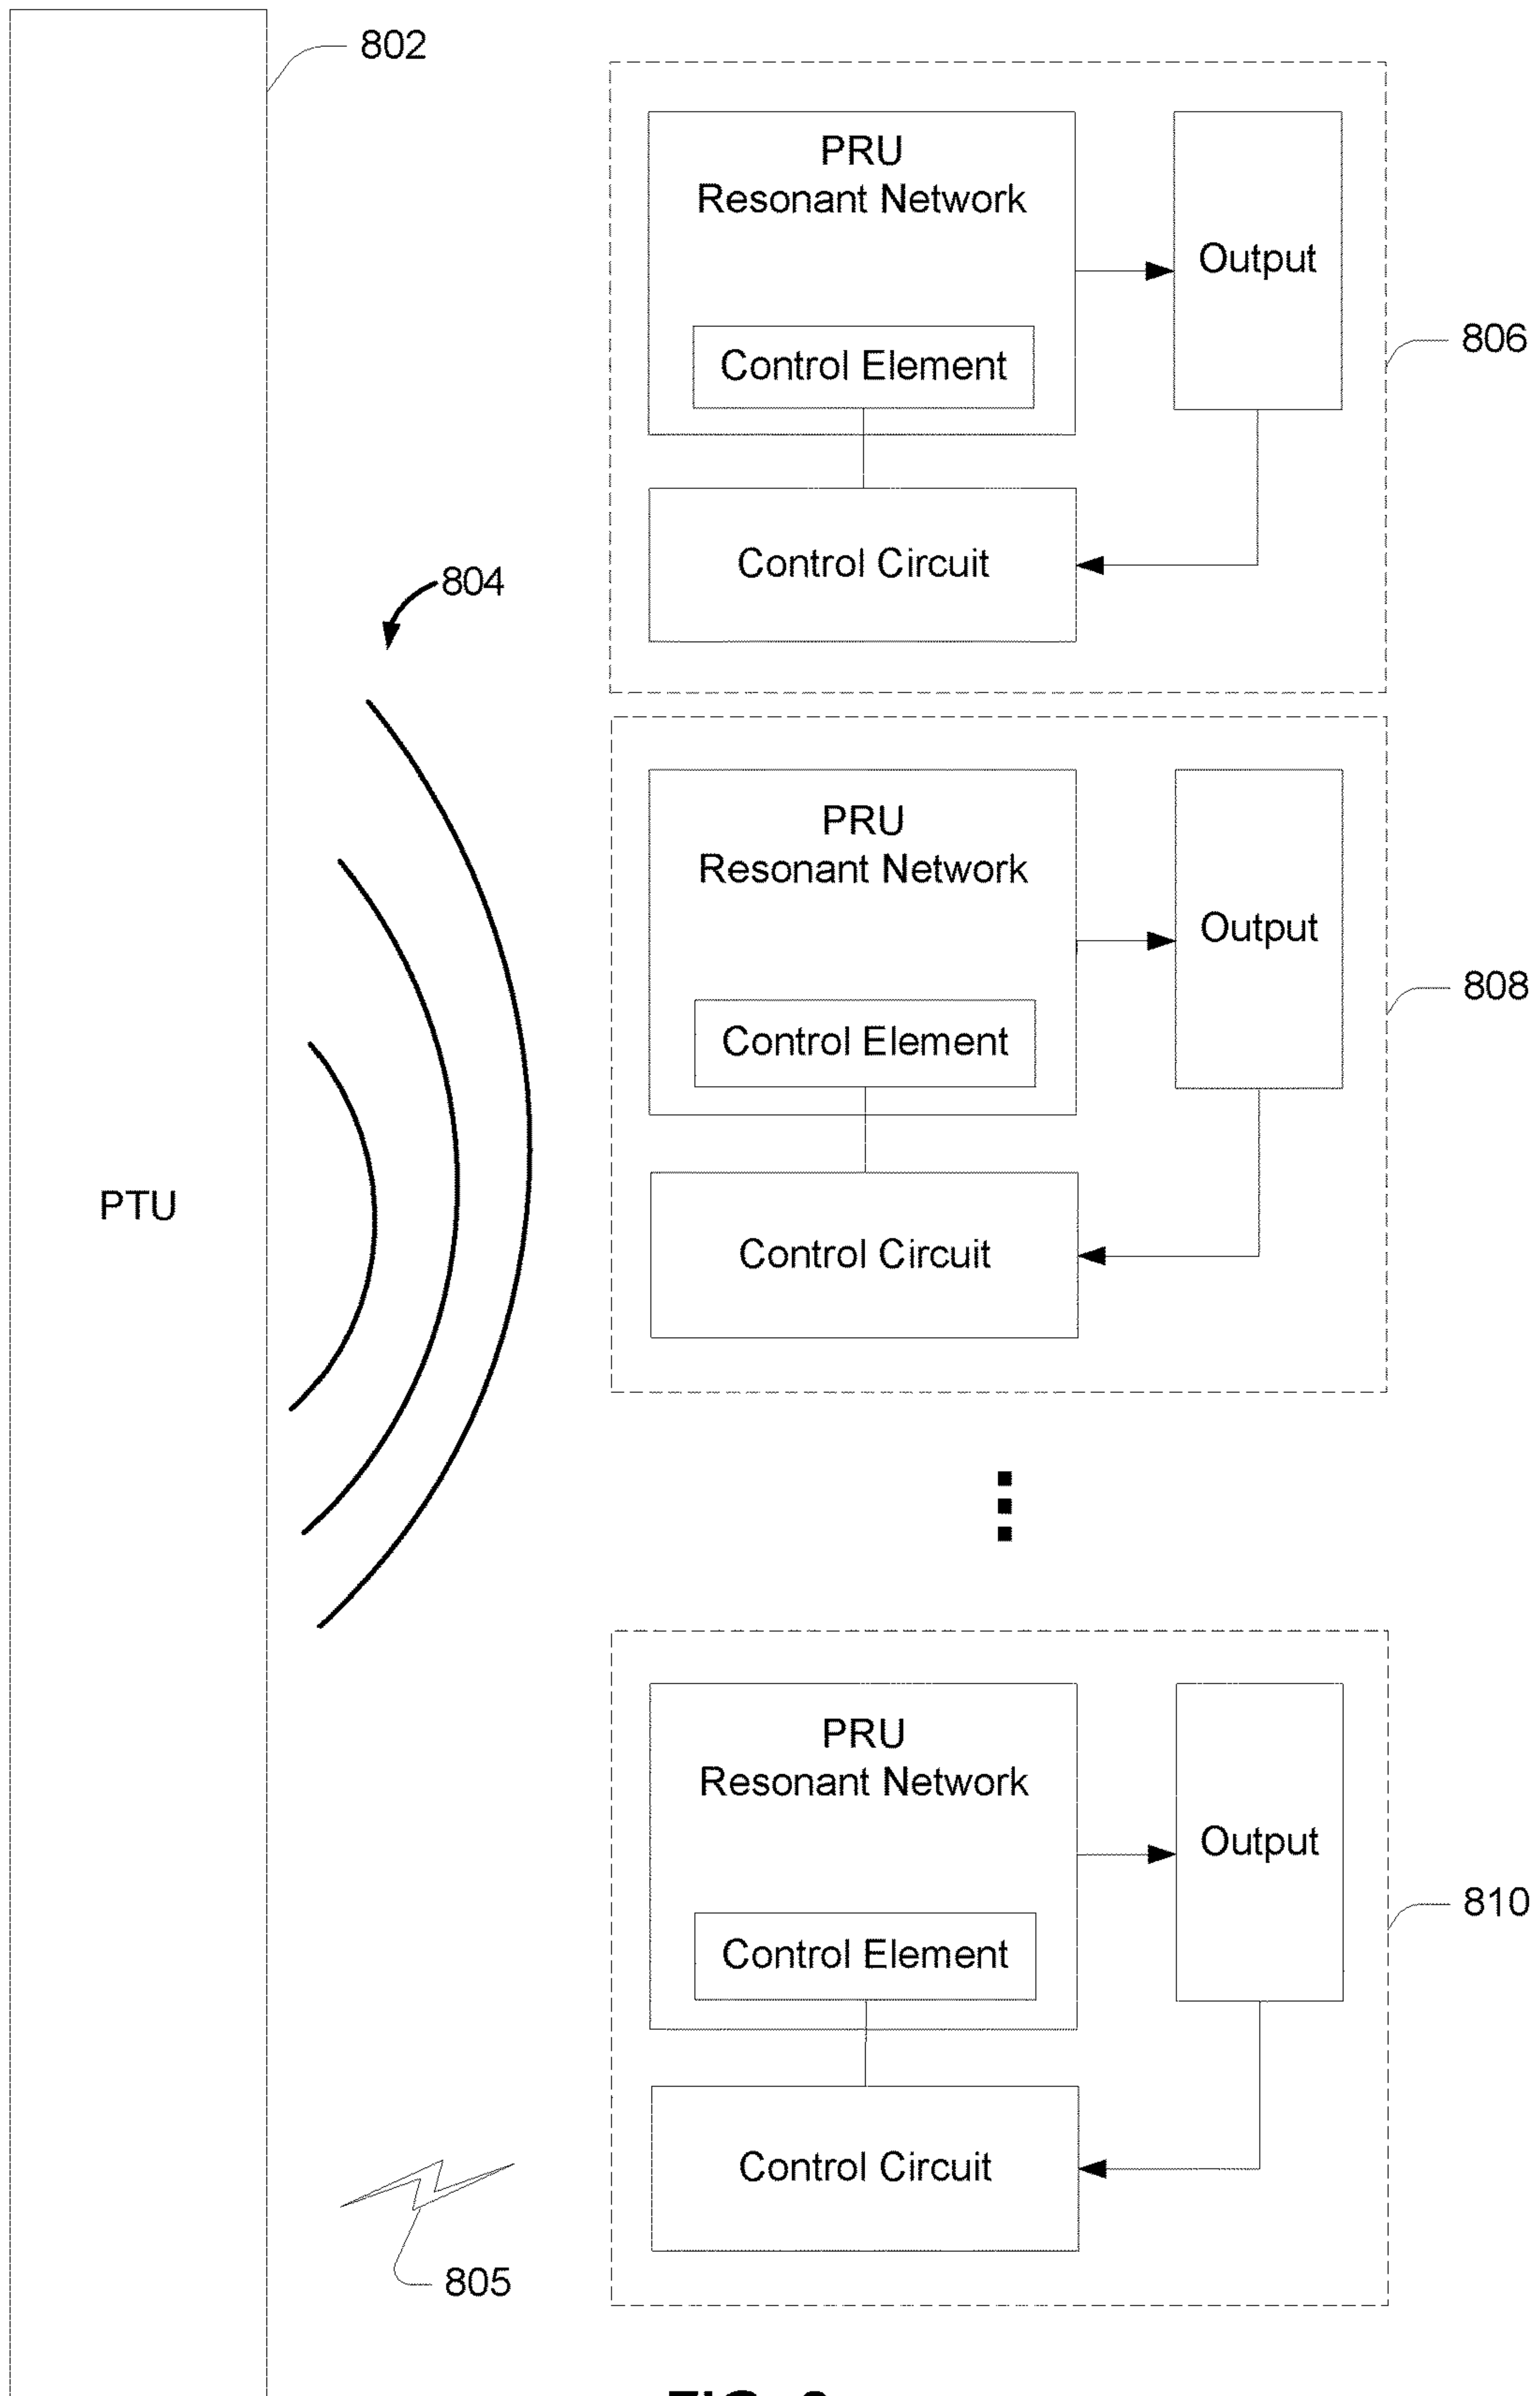 802
PRU
Resonant Network
Output
Control Element
806
Control Circuit
804
PRU
Resonant Network
Output
808
Control Element
PTU
Control Circuit
PRU
Resonant Network
Output
810
Control Element
Control Circuit
805